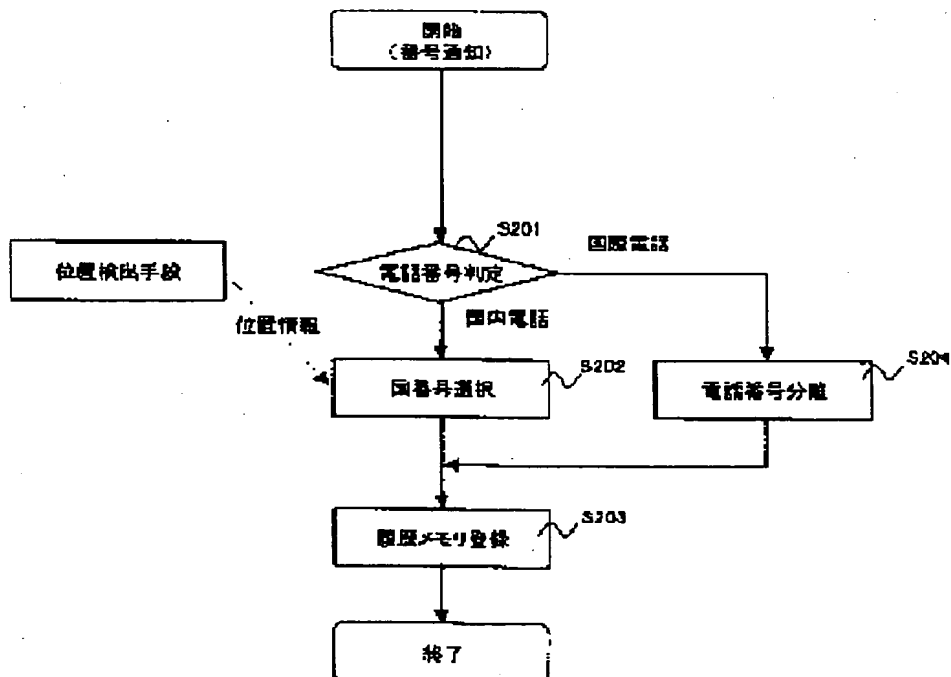 開始
(番号通知)
S201
国際電話
位置検出手段
電話番号判定
国内電話
位置情報
S202
国番号選択
S204
電話番号分離
S203
履歴メモリ登録
終了